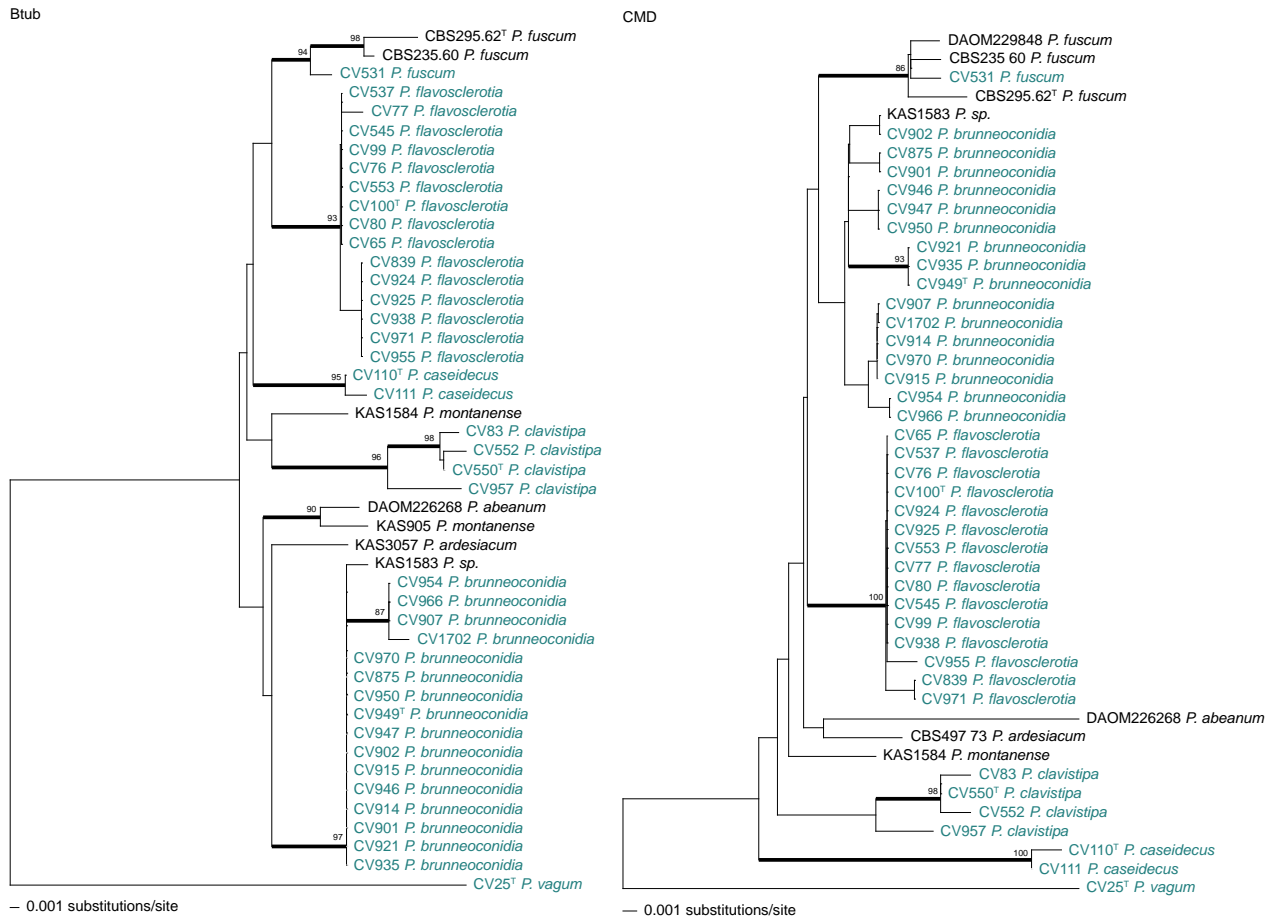 Btub
98
CBS295.62ᵀ P. fuscum
94
CBS235.60 P. fuscum
CV531 P. fuscum
CV537 P. flavosclerotia
CV77 P. flavosclerotia
CV545 P. flavosclerotia
CV99 P. flavosclerotia
CV76 P. flavosclerotia
CV553 P. flavosclerotia
CV100ᵀ P. flavosclerotia
93
CV80 P. flavosclerotia
CV65 P. flavosclerotia
CV839 P. flavosclerotia
CV924 P. flavosclerotia
CV925 P. flavosclerotia
CV938 P. flavosclerotia
CV971 P. flavosclerotia
CV955 P. flavosclerotia
95
CV110ᵀ P. caseidecus
CV111 P. caseidecus
KAS1584 P. montanense
CV83 P. clavistipa
98
CV552 P. clavistipa
96
CV550ᵀ P. clavistipa
CV957 P. clavistipa
DAOM226268 P. abeanum
90
KAS905 P. montanense
KAS3057 P. ardesiacum
KAS1583 P. sp.
CV954 P. brunneoconidia
CV966 P. brunneoconidia
87
CV907 P. brunneoconidia
CV1702 P. brunneoconidia
CV970 P. brunneoconidia
CV875 P. brunneoconidia
CV950 P. brunneoconidia
CV949ᵀ P. brunneoconidia
CV947 P. brunneoconidia
CV902 P. brunneoconidia
CV915 P. brunneoconidia
CV946 P. brunneoconidia
CV914 P. brunneoconidia
CV901 P. brunneoconidia
97
CV921 P. brunneoconidia
CV935 P. brunneoconidia
CV25ᵀ P. vagum
0.001 substitutions/site
CMD
DAOM229848 P. fuscum
CBS235 60 P. fuscum
86
CV531 P. fuscum
CBS295.62ᵀ P. fuscum
KAS1583 P. sp.
CV902 P. brunneoconidia
CV875 P. brunneoconidia
CV901 P. brunneoconidia
CV946 P. brunneoconidia
CV947 P. brunneoconidia
CV950 P. brunneoconidia
CV921 P. brunneoconidia
93
CV935 P. brunneoconidia
CV949ᵀ P. brunneoconidia
CV907 P. brunneoconidia
CV1702 P. brunneoconidia
CV914 P. brunneoconidia
CV970 P. brunneoconidia
CV915 P. brunneoconidia
CV954 P. brunneoconidia
CV966 P. brunneoconidia
CV65 P. flavosclerotia
CV537 P. flavosclerotia
CV76 P. flavosclerotia
CV100ᵀ P. flavosclerotia
CV924 P. flavosclerotia
CV925 P. flavosclerotia
CV553 P. flavosclerotia
CV77 P. flavosclerotia
CV80 P. flavosclerotia
100
CV545 P. flavosclerotia
CV99 P. flavosclerotia
CV938 P. flavosclerotia
CV955 P. flavosclerotia
CV839 P. flavosclerotia
CV971 P. flavosclerotia
DAOM226268 P. abeanum
CBS497 73 P. ardesiacum
KAS1584 P. montanense
CV83 P. clavistipa
98
CV550ᵀ P. clavistipa
CV552 P. clavistipa
CV957 P. clavistipa
CV110ᵀ P. caseidecus
100
CV111 P. caseidecus
CV25ᵀ P. vagum
0.001 substitutions/site